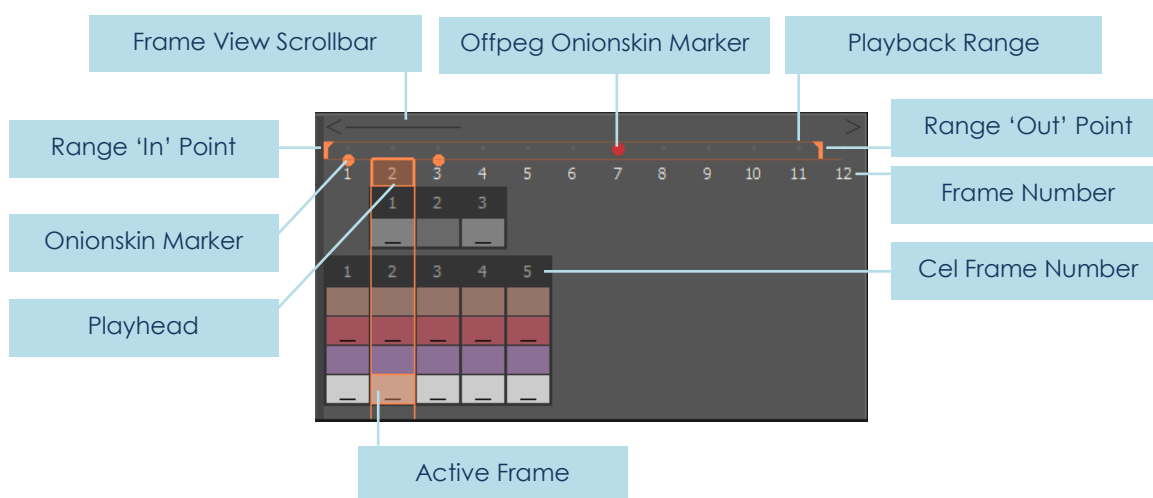 Frame View Scrollbar
Offpeg Onionskin Marker
Playback Range
Range ‘In’ Point
Range ‘Out’ Point
1 2 3 4 5 6 7 8 9 10 11 12
Frame Number
1 2 3
Onionskin Marker
Cel Frame Number
1 2 3 4 5
Playhead
Active Frame